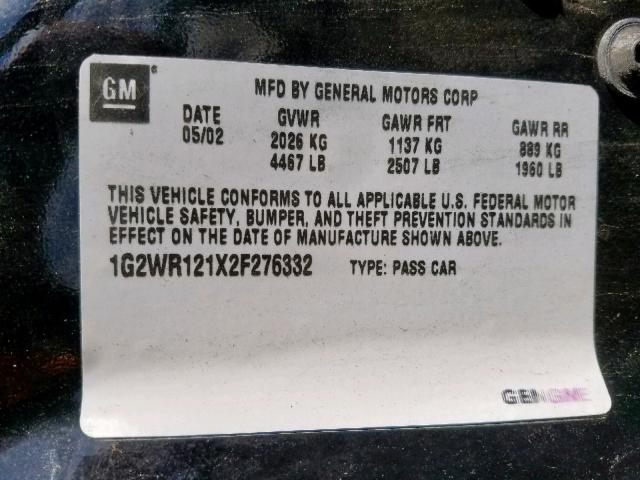 GM ®
MFD BY GENERAL MOTORS CORP
DATE GVWR GAWR FRT GAWR RR
05/02 2026 KG 1137 KG 889 KG
4467 LB 2507 LB 1960 LB
THIS VEHICLE CONFORMS TO ALL APPLICABLE U.S. FEDERAL MOTOR
VEHICLE SAFETY, BUMPER, AND THEFT PREVENTION STANDARDS IN
EFFECT ON THE DATE OF MANUFACTURE SHOWN ABOVE.
1G2WR121X2F276332 TYPE: PASS CAR